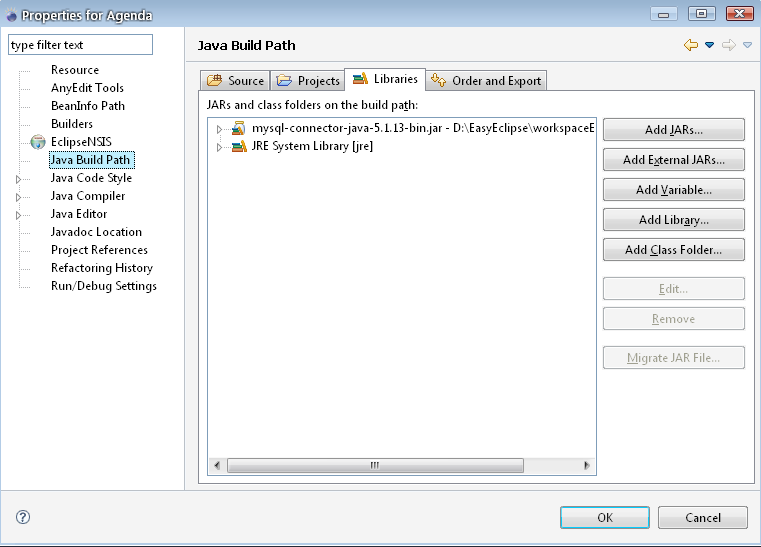 Properties for Agenda
type filter text
Resource
AnyEdit Tools
BeanInfo Path
Builders
EclipseNSIS
Java Build Path
Java Code Style
Java Compiler
Java Editor
Javadoc Location
Project References
Refactoring History
Run/Debug Settings
Java Build Path
Source Projects Libraries Order and Export
JARs and class folders on the build path:
mysql-connector-java-5.1.13-bin.jar - D:\EasyEclipse\workspaceE
JRE System Library [jre]
Add JARs...
Add External JARs...
Add Variable...
Add Library...
Add Class Folder...
Edit...
Remove
Migrate JAR File...
OK Cancel